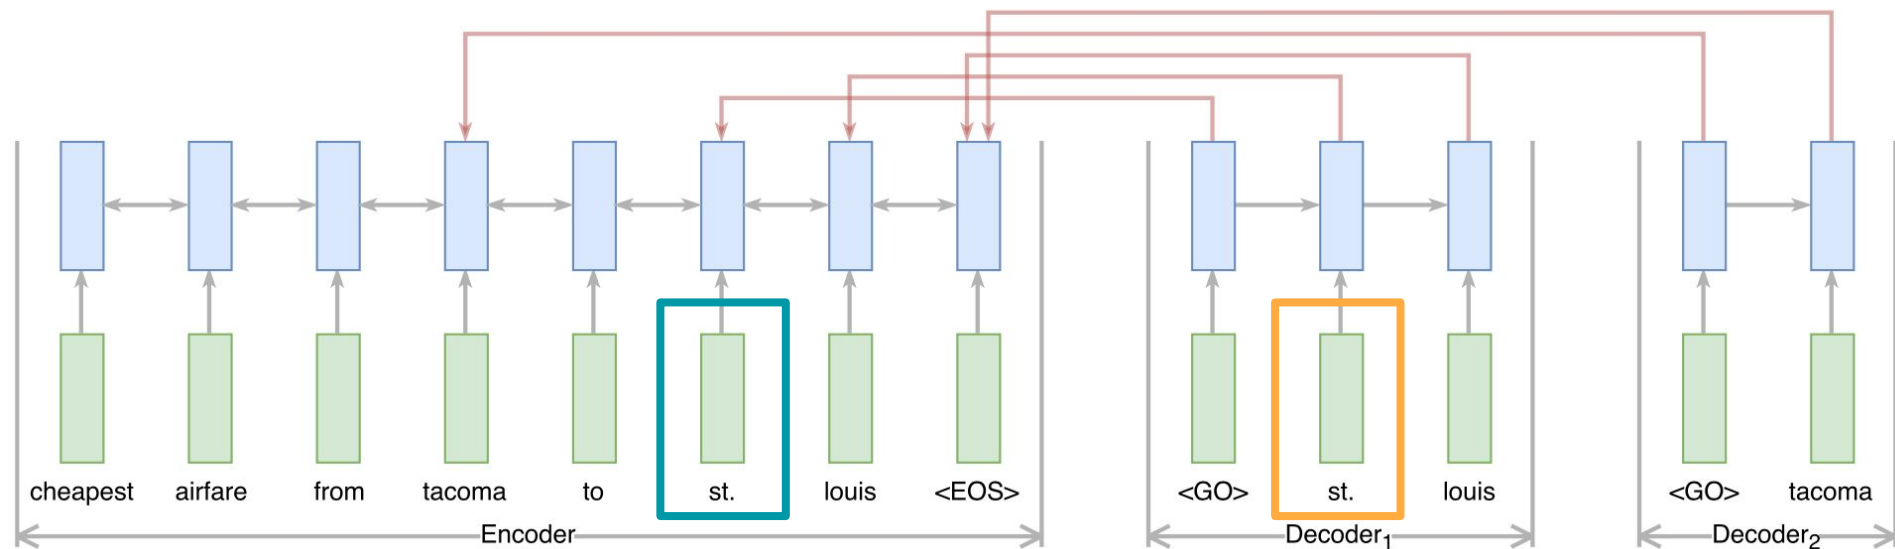 cheapest airfare from tacoma to st. louis <EOS> <GO> st. louis <GO> tacoma
Encoder Decoder1 Decoder2